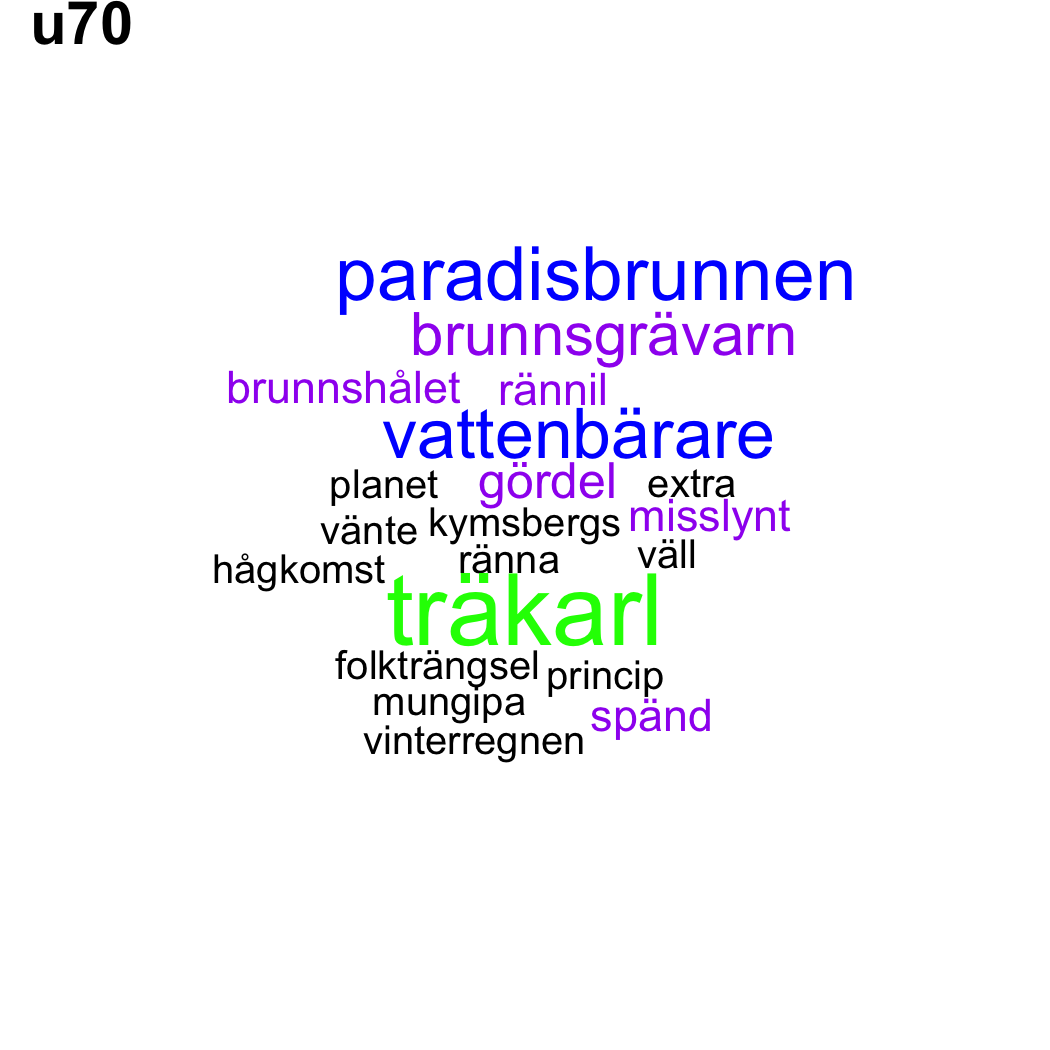 u70
paradisbrunnen
brunnsgrävarn
brunnshålet rännil
vattenbärare
planet gördel extra
vänte kymsbergs misslynt
hågkomst ränna väll
träkarl
folkträngsel princip
mungipa spänd
vinterregnen